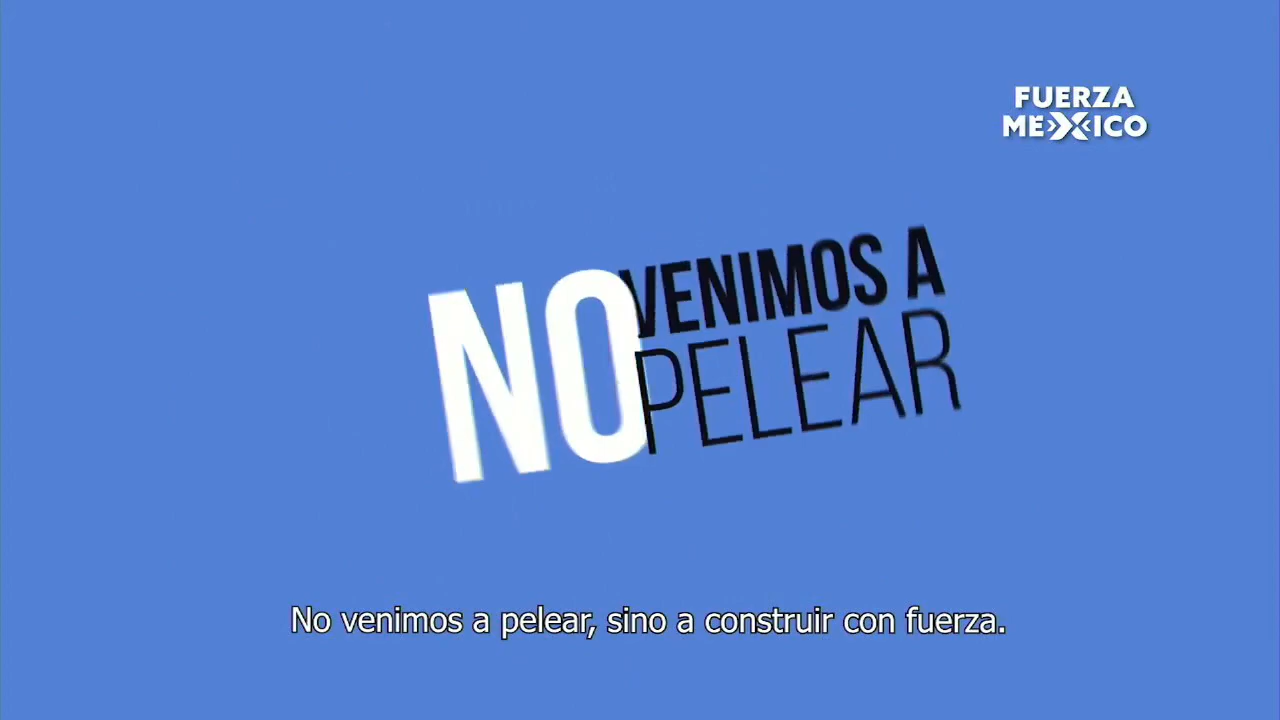 FUERZA
MEXICO
NO VENIMOS A
PELEAR
No venimos a pelear, sino a construir con fuerza.